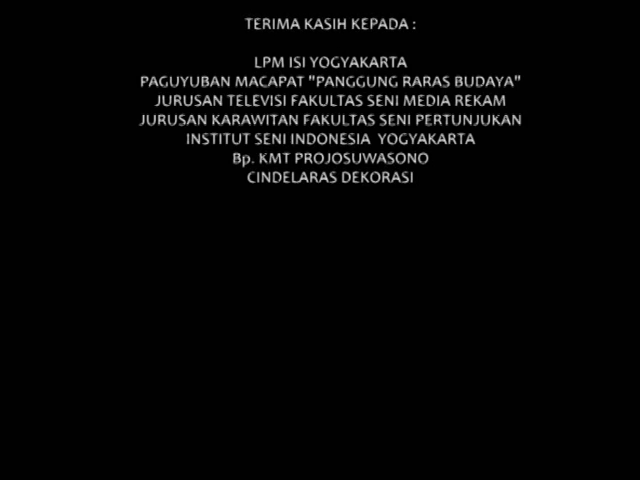 TERIMA KASIH KEPADA :
LPM ISI YOGYAKARTA
PAGUYUBAN MACAPAT "PANGGUNG RARAS BUDAYA"
JURUSAN TELEVISI FAKULTAS SENI MEDIA REKAM
JURUSAN KARAWITAN FAKULTAS SENI PERTUNJUKAN
INSTITUT SENI INDONESIA YOGYAKARTA
Bp. KMT PROJOSUWASONO
CINDELARAS DEKORASI